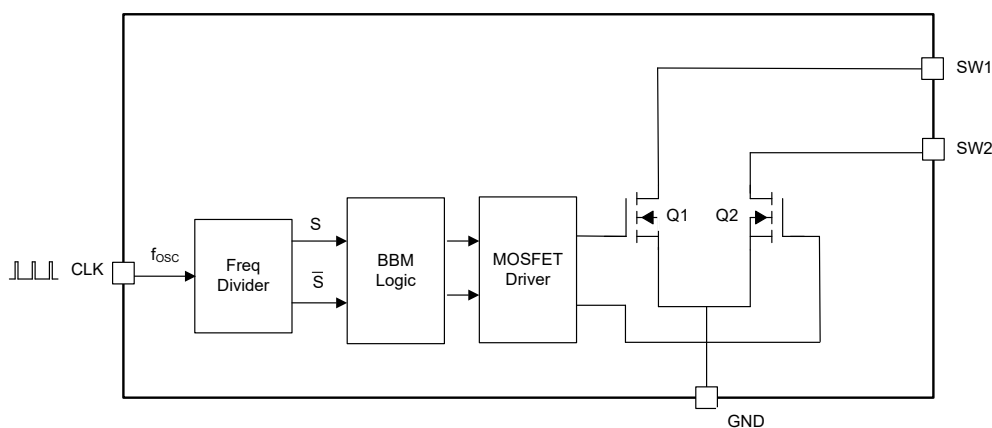 SW1
SW2
Q1
Q2
S
S̅
fOSC
CLK
Freq
Divider
BBM
Logic
MOSFET
Driver
GND